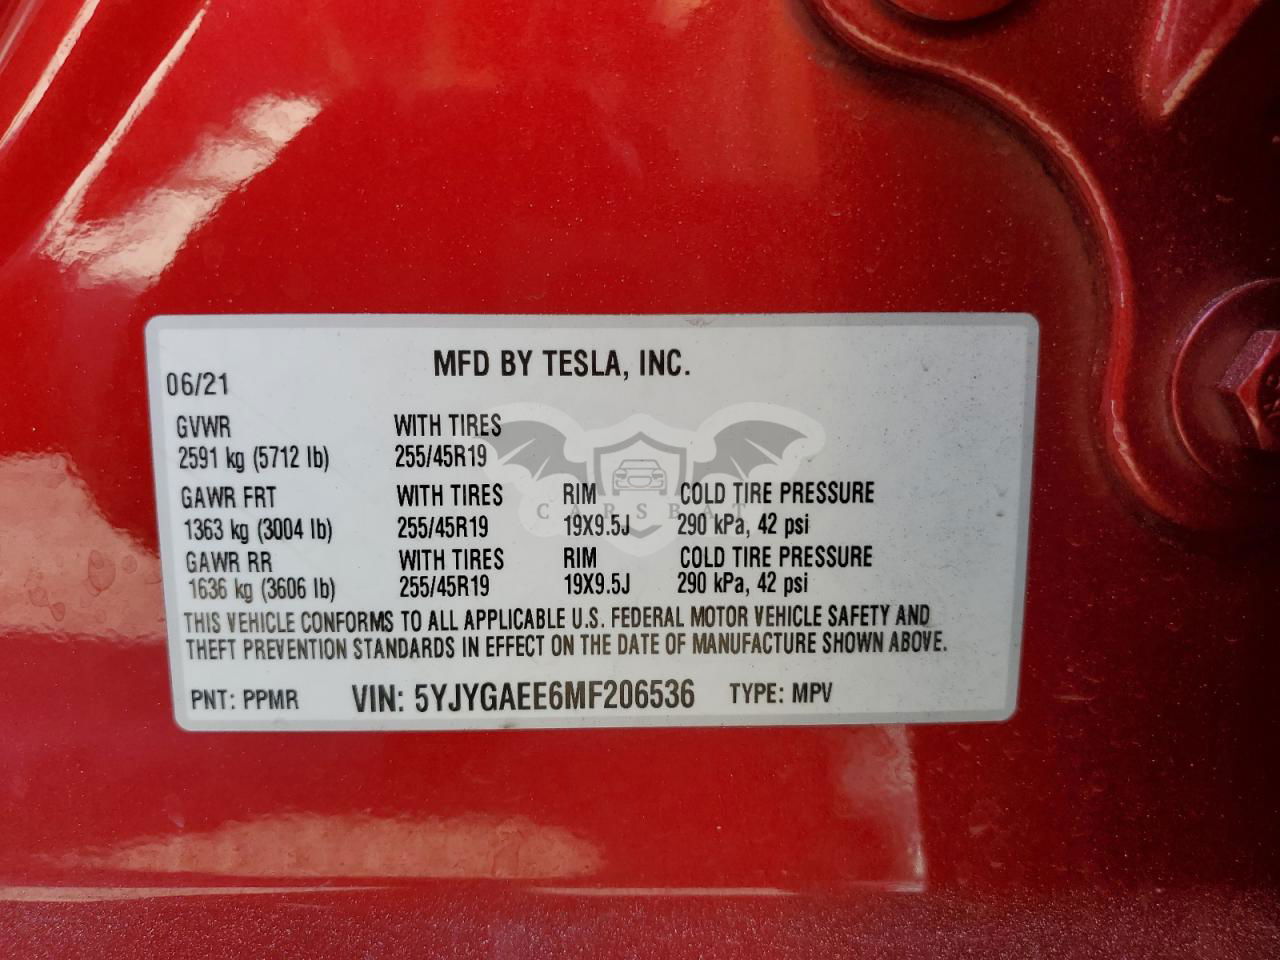 MFD BY TESLA, INC.
06/21
GVWR WITH TIRES
2591 kg (5712 lb) 255/45R19
GAWR FRT WITH TIRES RIM COLD TIRE PRESSURE
1363 kg (3004 lb) 255/45R19 19X9.5J 290 kPa, 42 psi
GAWR RR WITH TIRES RIM COLD TIRE PRESSURE
1636 kg (3606 lb) 255/45R19 19X9.5J 290 kPa, 42 psi
THIS VEHICLE CONFORMS TO ALL APPLICABLE U.S. FEDERAL MOTOR VEHICLE SAFETY AND
THEFT PREVENTION STANDARDS IN EFFECT ON THE DATE OF MANUFACTURE SHOWN ABOVE.
PNT: PPMR VIN: 5YJYGAEE6MF206536 TYPE: MPV
CARSBAT